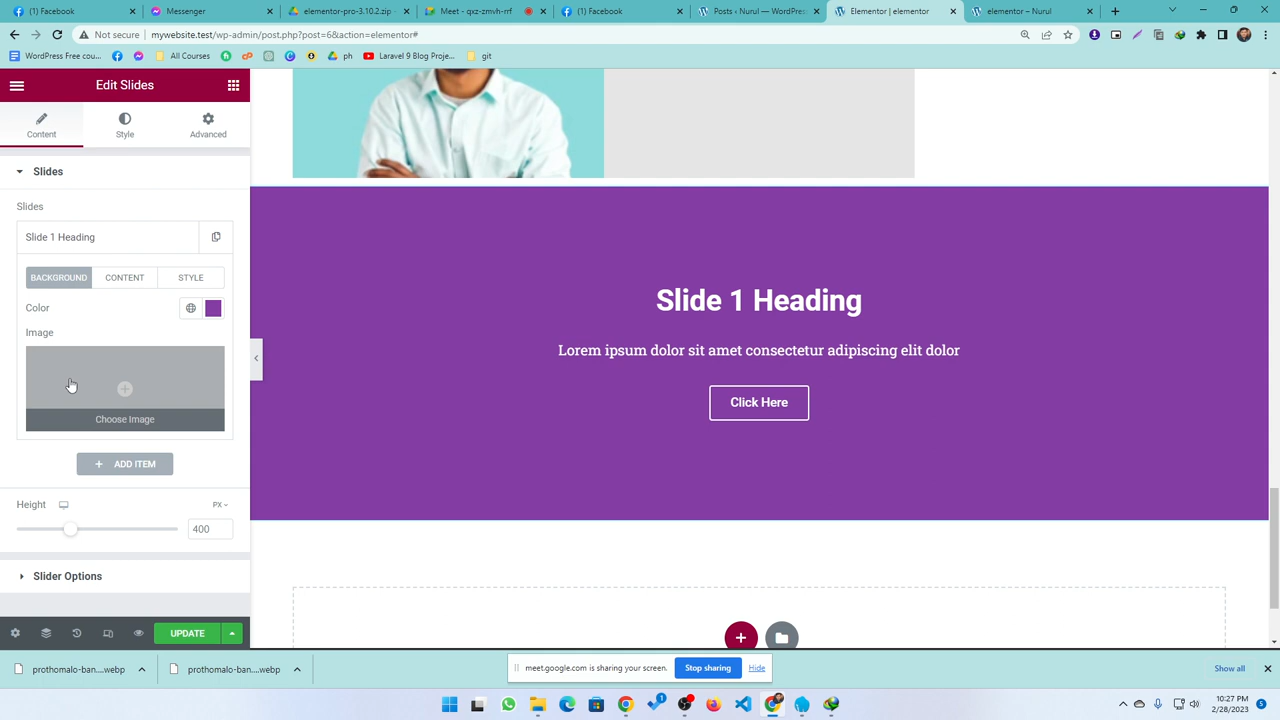 (1) Facebook
elementor-pro-3.10.2.zip -
Meet - qxz-zmvh-rf
(1) Facebook
Posts ‹ Nurul — WordPress
Elementor | elementor
elementor – Nurul
Not secure
mywebsite.test/wp-admin/post.php?post=6&action=elementor#
WordPress Free cou...
All Courses
ph
Laravel 9 Blog Proje...
git
Edit Slides
Content
Style
Advanced
Slides
Slides
Slide 1 Heading
BACKGROUND
CONTENT
STYLE
Color
Image
Choose Image
+ ADD ITEM
Height
PX
400
Slider Options
UPDATE
Slide 1 Heading
Lorem ipsum dolor sit amet consectetur adipiscing elit dolor
Click Here
prothomalo-ban....webp
prothomalo-ban....webp
meet.google.com is sharing your screen.
Stop sharing
Hide
Show all
1
10:27 PM
2/28/2023
5